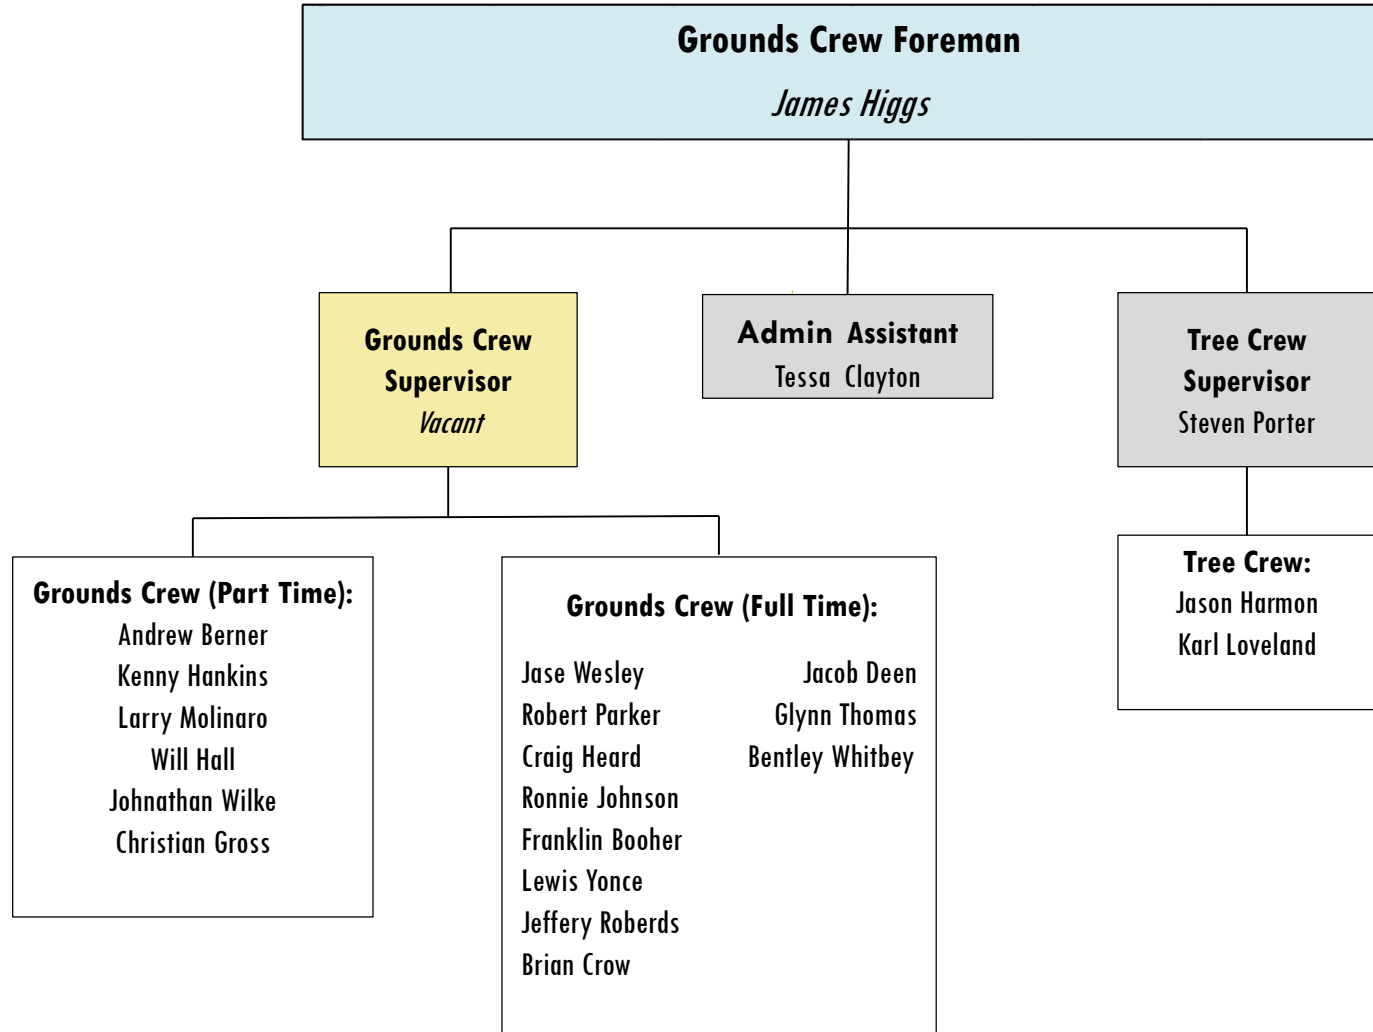 Grounds Crew Foreman
James Higgs
Grounds Crew
Supervisor
Vacant
Admin Assistant
Tessa Clayton
Tree Crew
Supervisor
Steven Porter
Grounds Crew (Part Time):
Andrew Berner
Kenny Hankins
Larry Molinaro
Will Hall
Johnathan Wilke
Christian Gross
Grounds Crew (Full Time):
Jase Wesley
Robert Parker
Craig Heard
Ronnie Johnson
Franklin Booher
Lewis Yonce
Jeffery Roberds
Brian Crow
Jacob Deen
Glynn Thomas
Bentley Whitbey
Tree Crew:
Jason Harmon
Karl Loveland